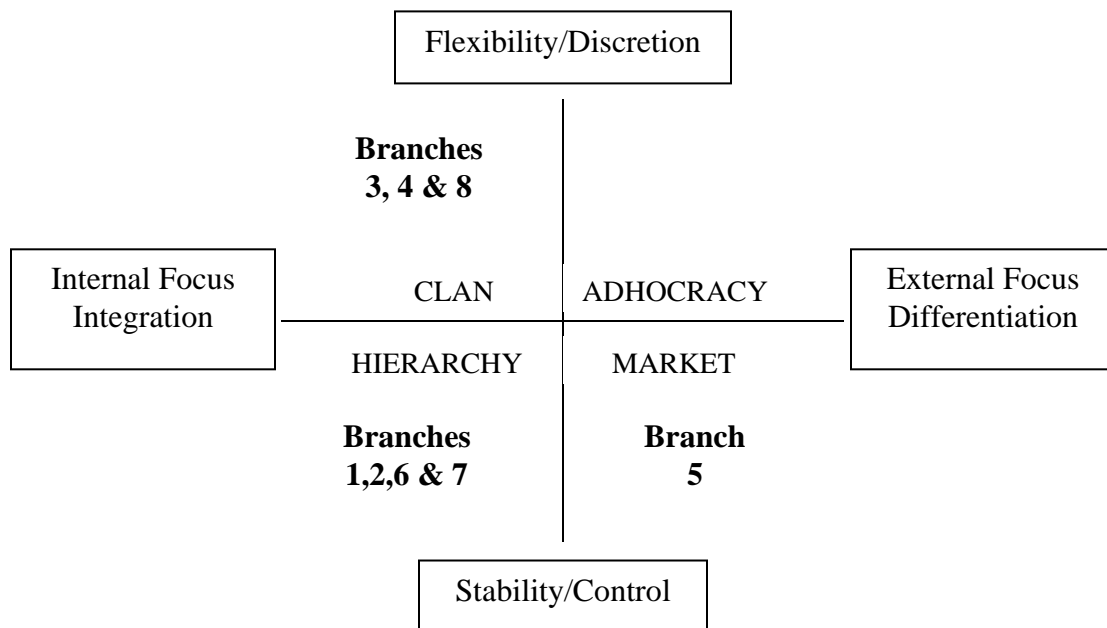 Flexibility/Discretion
Branches
3, 4 & 8
Internal Focus
Integration
CLAN
ADHOCRACY
External Focus
Differentiation
HIERARCHY
MARKET
Branches
1,2,6 & 7
Branch
5
Stability/Control